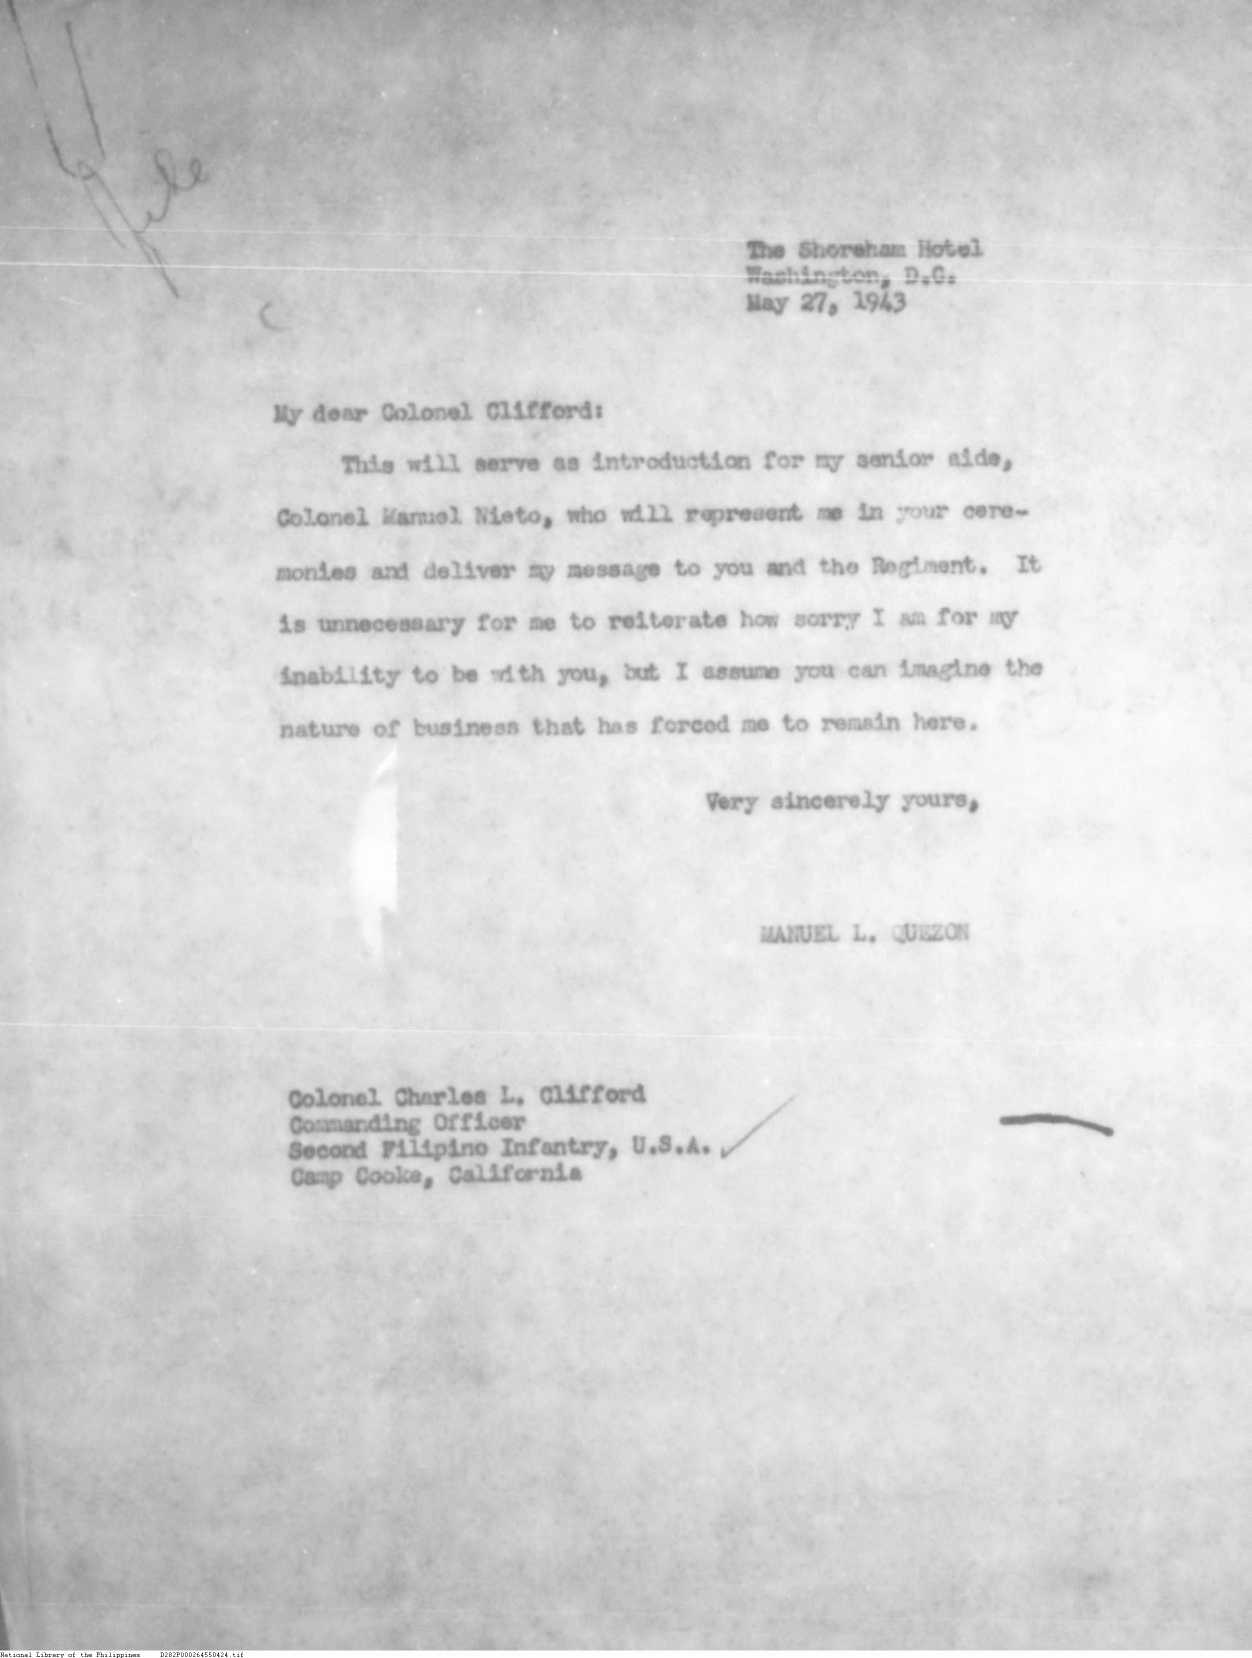 File
The Shoreham Hotel
Washington, D.C.
May 27, 1943
My dear Colonel Clifford:
This will serve as introduction for my senior aide,
Colonel Manuel Nieto, who will represent me in your cere-
monies and deliver my message to you and the Regiment. It
is unnecessary for me to reiterate how sorry I am for my
inability to be with you, but I assume you can imagine the
nature of business that has forced me to remain here.
Very sincerely yours,
MANUEL L. QUEZON
Colonel Charles L. Clifford
Commanding Officer
Second Filipino Infantry, U.S.A.
Camp Cooke, California
National Library of the Philippines D282P000264550424.tif